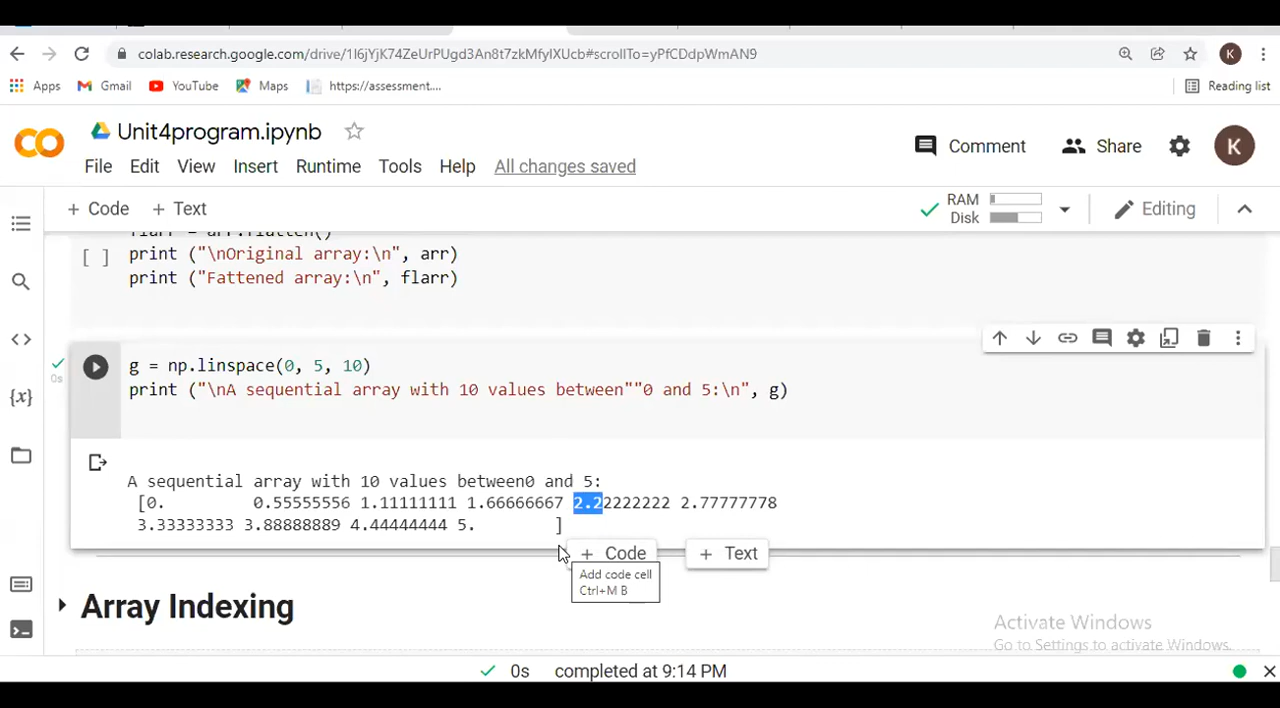 colab.research.google.com/drive/1I6jYjK74ZeUrPUgd3An8t7zkMfyIXUcb#scrollTo=yPfCDdpWmAN9
K
Apps
Gmail
YouTube
Maps
https://assessment....
Reading list
Unit4program.ipynb
Comment
Share
K
File Edit View Insert Runtime Tools Help All changes saved
+ Code + Text
RAM
Disk
Editing
flarr = arr.flatten()
[ ] print ("\nOriginal array:\n", arr)
print ("Fattened array:\n", flarr)
g = np.linspace(0, 5, 10)
0s
print ("\nA sequential array with 10 values between""0 and 5:\n", g)
{x}
A sequential array with 10 values between0 and 5:
[0. 0.55555556 1.11111111 1.66666667 2.22222222 2.77777778
3.33333333 3.88888889 4.44444444 5. ]
+ Code + Text
Add code cell
Ctrl+M B
Array Indexing
Activate Windows
Go to Settings to activate Windows.
0s completed at 9:14 PM